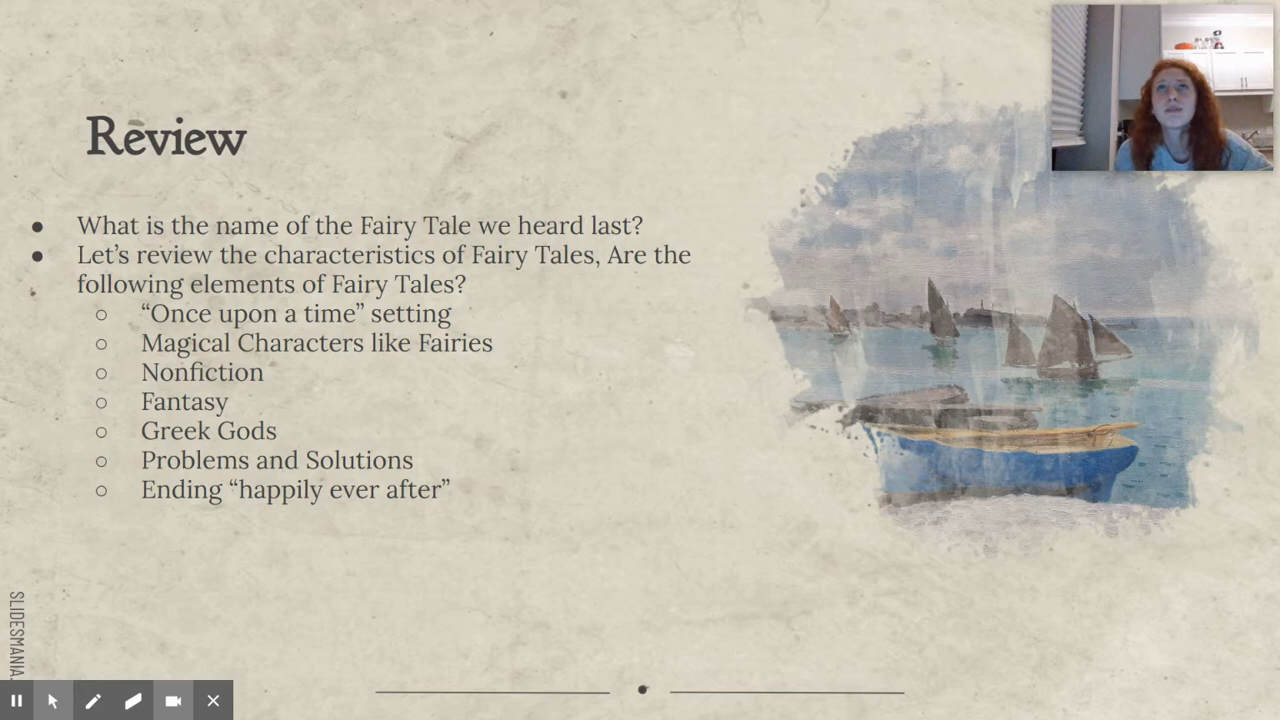 Review
● What is the name of the Fairy Tale we heard last?
● Let’s review the characteristics of Fairy Tales, Are the
following elements of Fairy Tales?
○ “Once upon a time” setting
○ Magical Characters like Fairies
○ Nonfiction
○ Fantasy
○ Greek Gods
○ Problems and Solutions
○ Ending “happily ever after”
SLIDESMANIA.